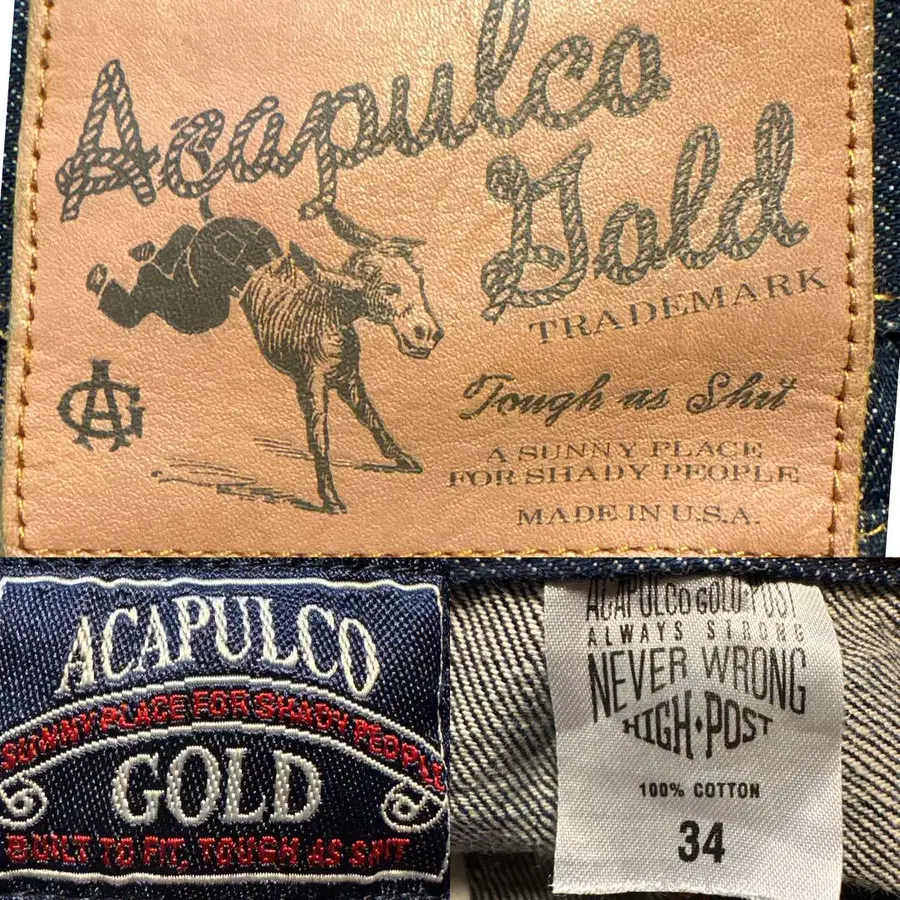 Acapulco
Gold
TRADEMARK
Tough as Shit
A SUNNY PLACE
FOR SHADY PEOPLE
MADE IN U.S.A.
AG
ACAPULCO
SUNNY PLACE FOR SHADY PEOPLE
GOLD
BUILT TO FIT, TOUGH AS SHIT
ACAPULCO GOLD·POST
ALWAYS STRONG
NEVER WRONG
HIGH·POST
100% COTTON
34